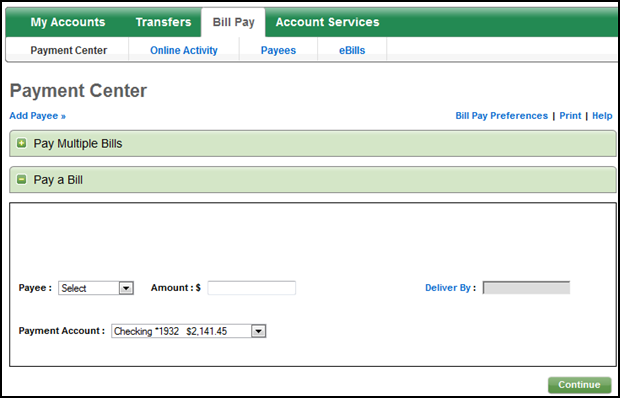 My Accounts Transfers Bill Pay Account Services
Payment Center Online Activity Payees eBills
Payment Center
Add Payee » Bill Pay Preferences | Print | Help
Pay Multiple Bills
Pay a Bill
Payee : Select Amount : $ Deliver By :
Payment Account : Checking *1932 $2,141.45
Continue